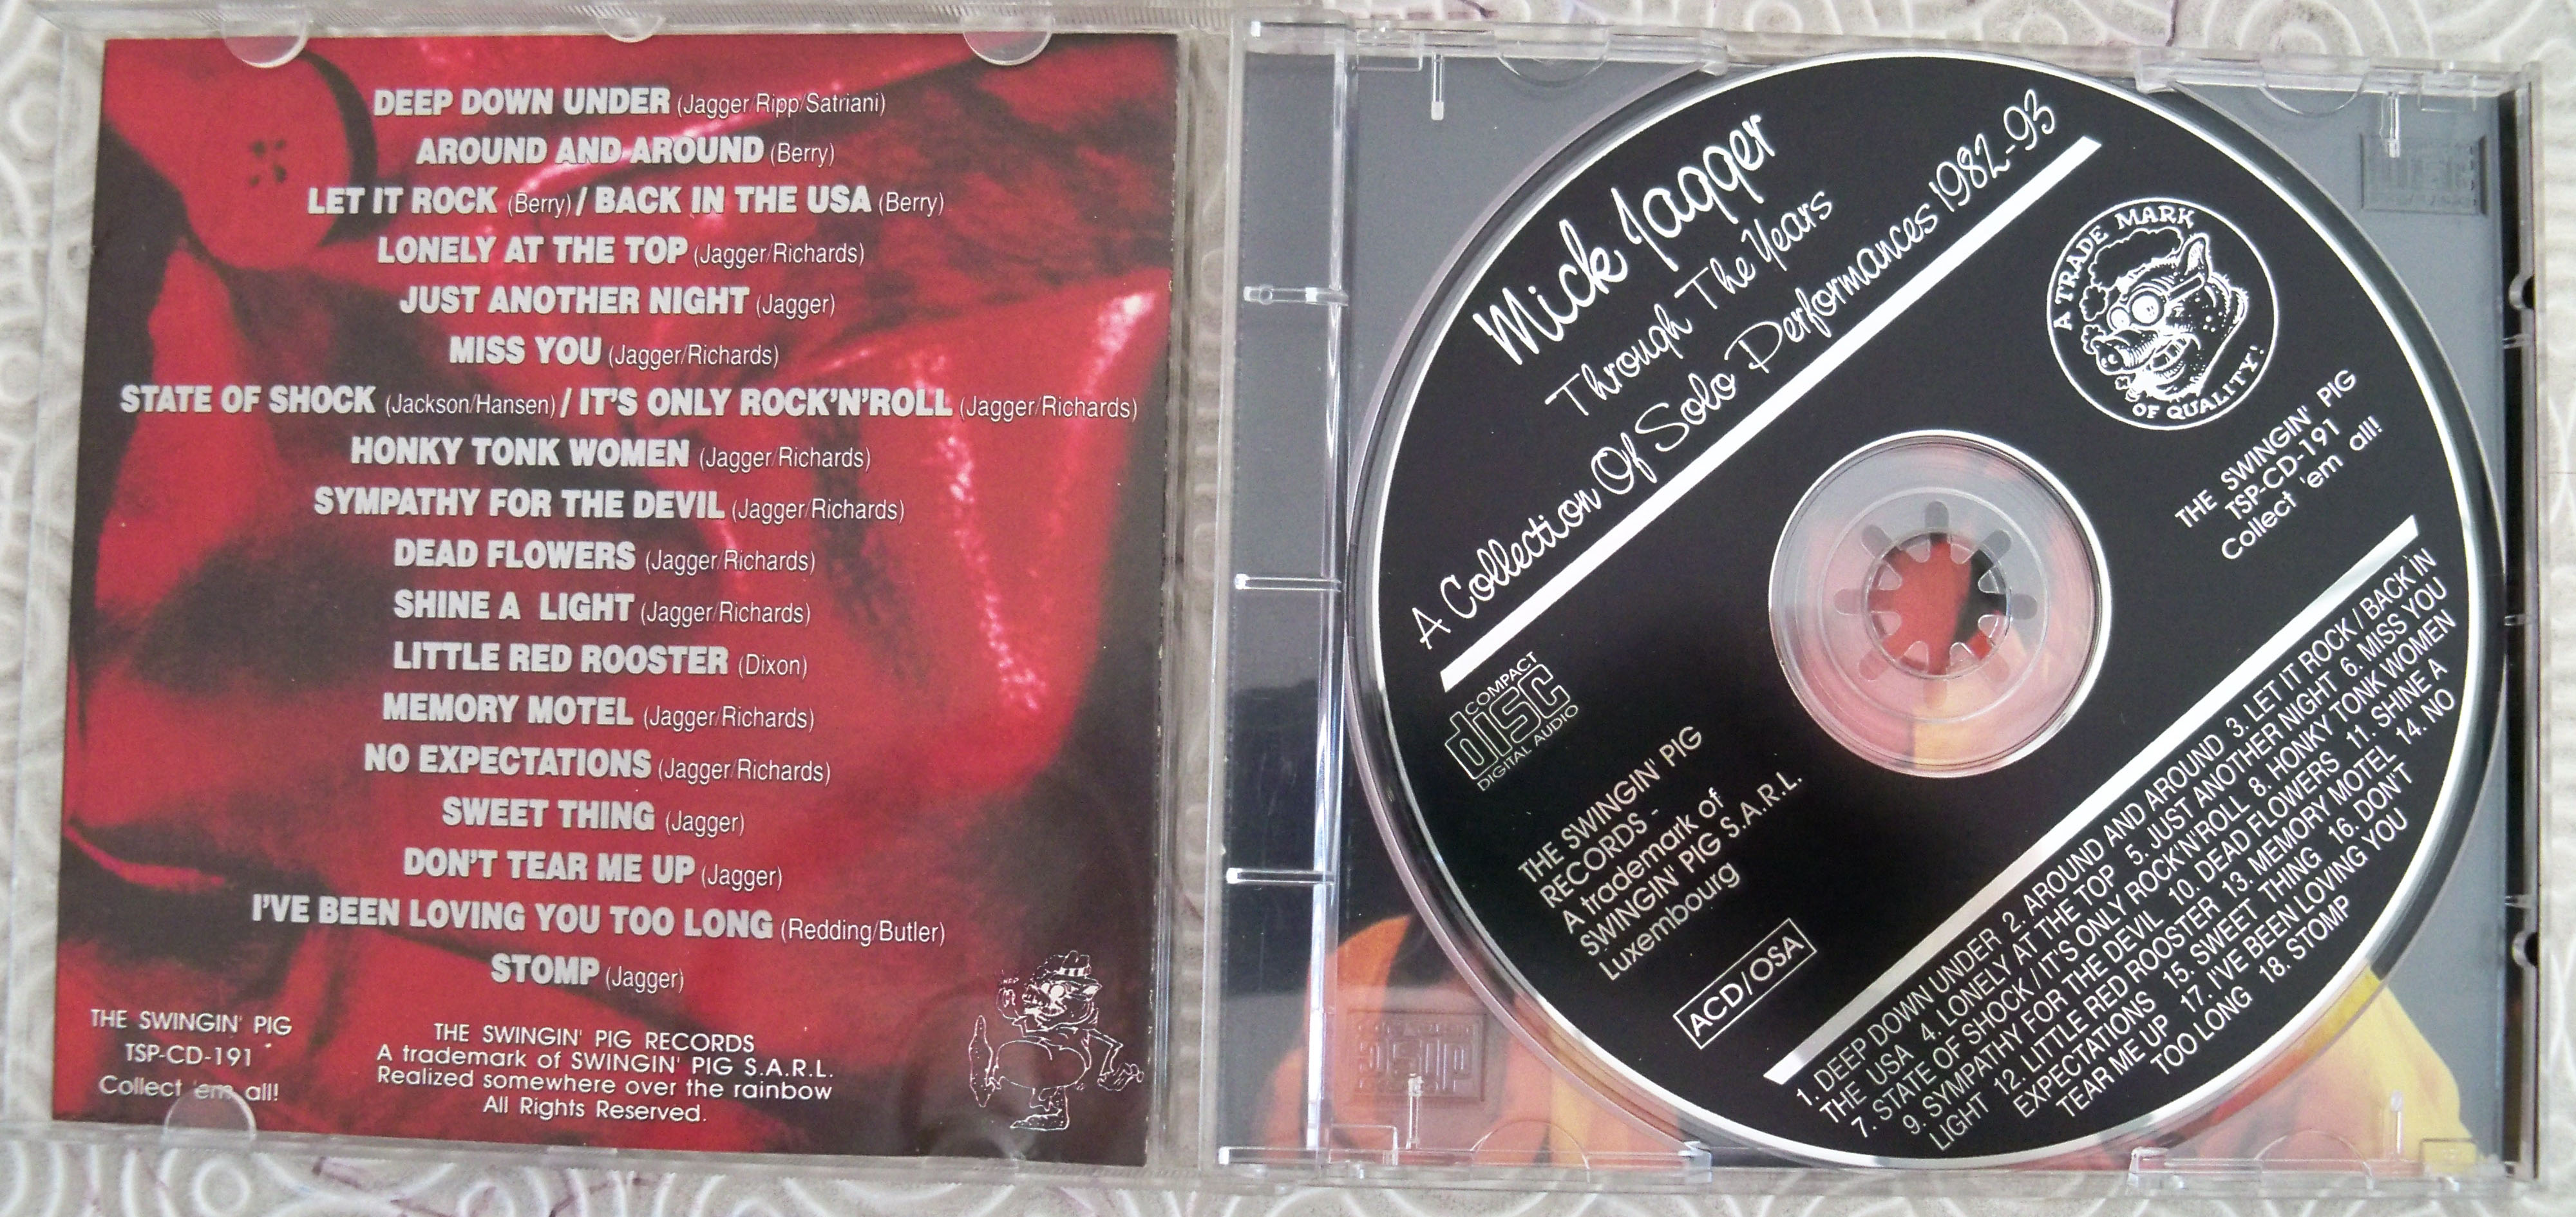 DEEP DOWN UNDER (Jagger/Ripp/Satriani)
AROUND AND AROUND (Berry)
LET IT ROCK (Berry) / BACK IN THE USA (Berry)
LONELY AT THE TOP (Jagger/Richards)
JUST ANOTHER NIGHT (Jagger)
MISS YOU (Jagger/Richards)
STATE OF SHOCK (Jackson/Hansen) / IT'S ONLY ROCK'N'ROLL (Jagger/Richards)
HONKY TONK WOMEN (Jagger/Richards)
SYMPATHY FOR THE DEVIL (Jagger/Richards)
DEAD FLOWERS (Jagger/Richards)
SHINE A LIGHT (Jagger/Richards)
LITTLE RED ROOSTER (Dixon)
MEMORY MOTEL (Jagger/Richards)
NO EXPECTATIONS (Jagger/Richards)
SWEET THING (Jagger)
DON'T TEAR ME UP (Jagger)
I'VE BEEN LOVING YOU TOO LONG (Redding/Butler)
STOMP (Jagger)
THE SWINGIN' PIG
TSP-CD-191
Collect 'em all!
THE SWINGIN' PIG RECORDS
A trademark of SWINGIN' PIG S.A.R.L.
Realized somewhere over the rainbow
All Rights Reserved.
Mick Jagger
Through The Years
A Collection Of Solo Performances 1982-93
A TRADE MARK
OF QUALITY!
THE SWINGIN' PIG
TSP-CD-191
Collect 'em all!
COMPACT
disc
DIGITAL AUDIO
THE SWINGIN' PIG
RECORDS -
A trademark of
SWINGIN' PIG S.A.R.L.
Luxembourg
ACD/OSA
1. DEEP DOWN UNDER 2. AROUND AND AROUND 3. LET IT ROCK / BACK IN
THE USA 4. LONELY AT THE TOP 5. JUST ANOTHER NIGHT 6. MISS YOU
7. STATE OF SHOCK / IT'S ONLY ROCK'N'ROLL 8. HONKY TONK WOMEN
9. SYMPATHY FOR THE DEVIL 10. DEAD FLOWERS 11. SHINE A
LIGHT 12. LITTLE RED ROOSTER 13. MEMORY MOTEL 14. NO
EXPECTATIONS 15. SWEET THING 16. DON'T
TEAR ME UP 17. I'VE BEEN LOVING YOU
TOO LONG 18. STOMP